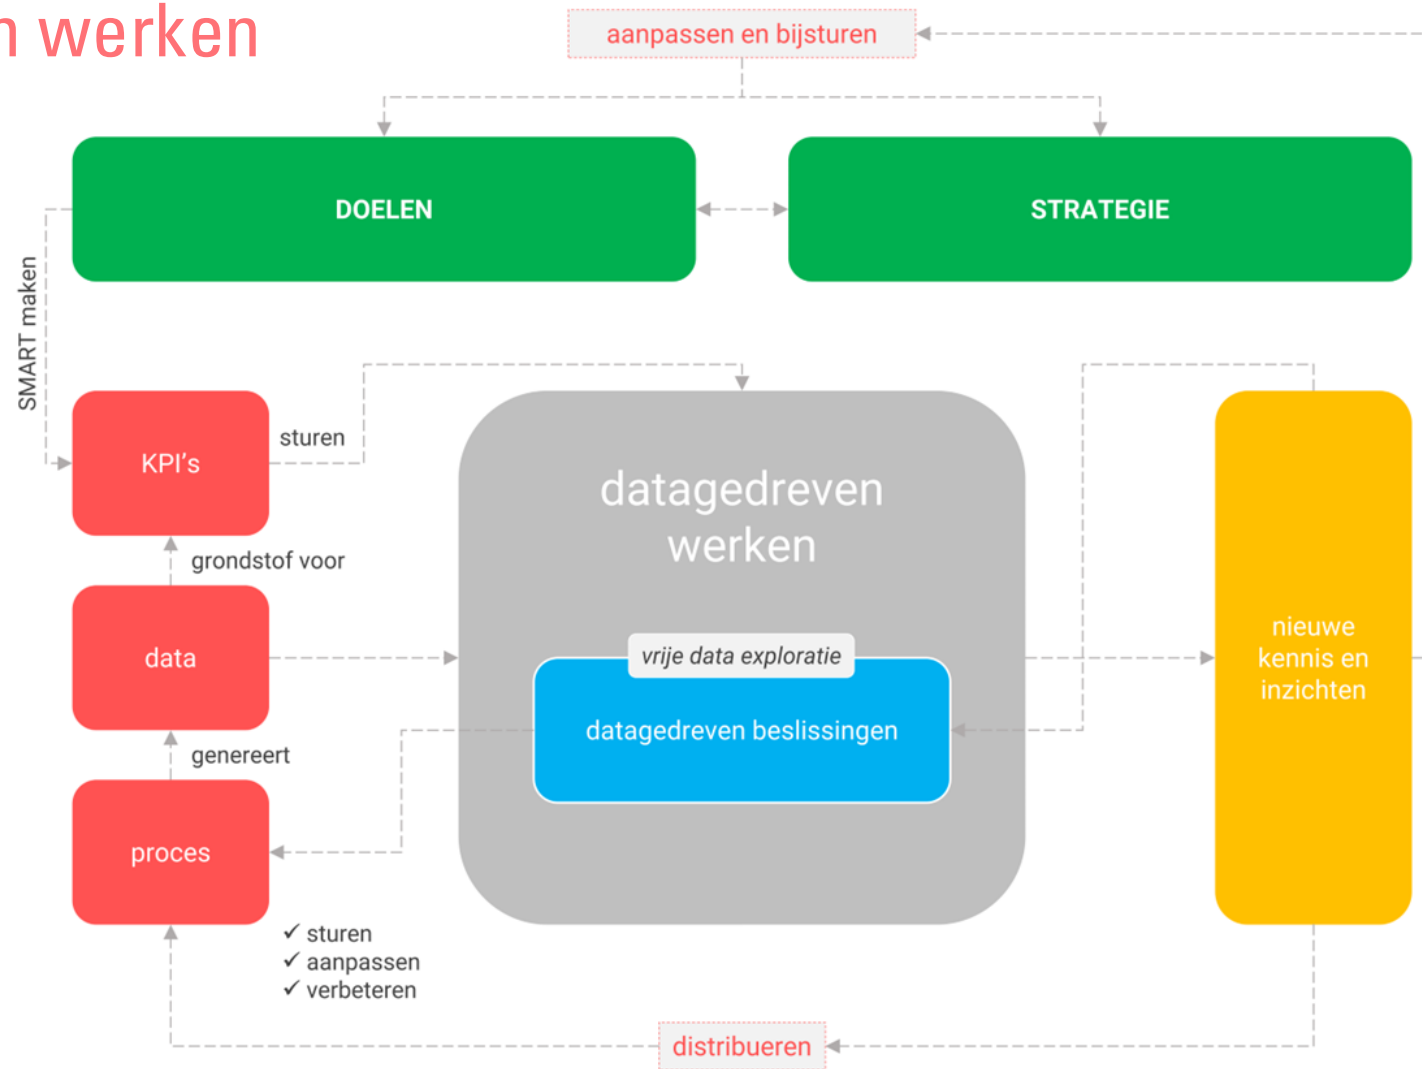 n werken
aanpassen en bijsturen
DOELEN
STRATEGIE
SMART maken
KPI's
sturen
grondstof voor
data
genereert
proces
datagedreven
werken
vrije data exploratie
datagedreven beslissingen
nieuwe
kennis en
inzichten
✓ sturen
✓ aanpassen
✓ verbeteren
distribueren